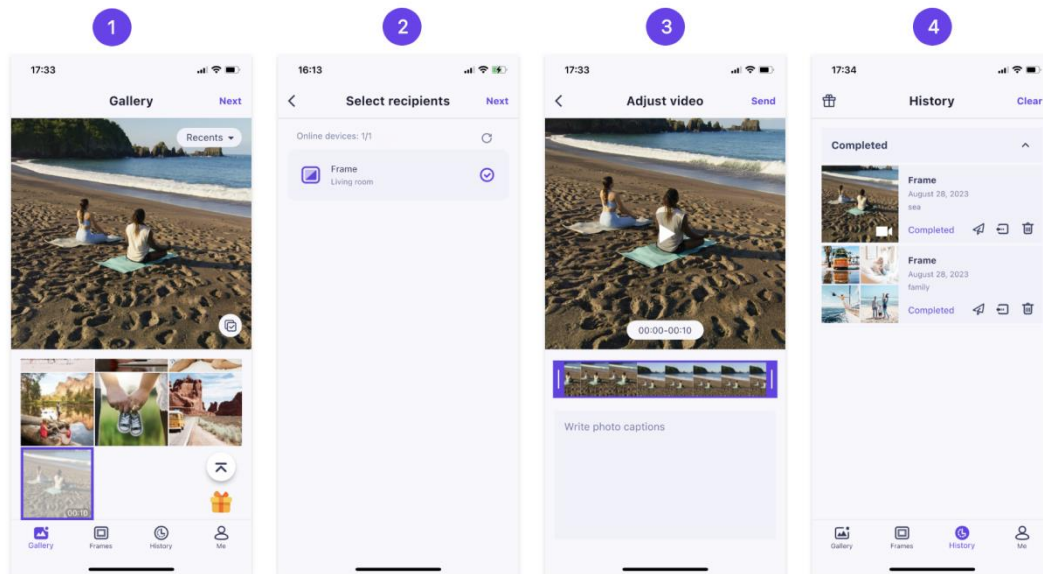 1
17:33
Gallery
Next
Recents
00:10
Gallery
Frames
History
Me
2
16:13
Select recipients
Next
Online devices: 1/1
Frame
Living room
3
17:33
Adjust video
Send
00:00-00:10
Write photo captions
4
17:34
History
Clear
Completed
Frame
August 28, 2023
sea
Completed
Frame
August 28, 2023
family
Completed
Gallery
Frames
History
Me